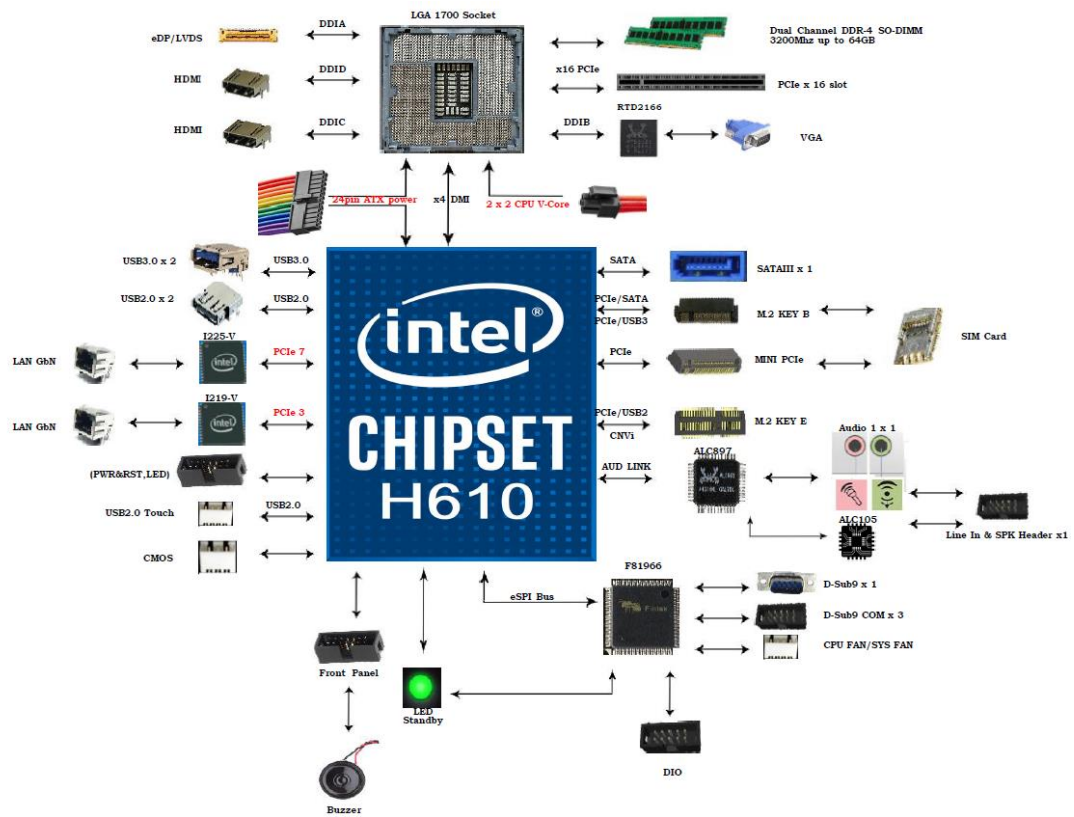 LGA 1700 Socket
eDP/LVDS
DDIA
Dual Channel DDR-4 SO-DIMM
3200Mhz up to 64GB
HDMI
DDID
x16 PCIe
PCIe x 16 slot
RTD2166
HDMI
DDIC
DDIB
VGA
24pin ATX power
x4 DMI
2 x 2 CPU V-Core
USB3.0 x 2
USB3.0
SATA
SATAIII x 1
USB2.0 x 2
USB2.0
PCIe/SATA
PCIe/USB3
M.2 KEY B
SIM Card
intel®
CHIPSET
H610
I225-V
intel
LAN GbN
PCIe 7
PCIe
MINI PCIe
I219-V
intel
LAN GbN
PCIe 3
PCIe/USB2
CNVi
M.2 KEY E
Audio 1 x 1
ALC897
(PWR&RST,LED)
AUD LINK
USB2.0 Touch
USB2.0
ALC105
Line In & SPK Header x1
CMOS
F81966
eSPI Bus
D-Sub9 x 1
D-Sub9 COM x 3
CPU FAN/SYS FAN
Front Panel
LED
Standby
DIO
Buzzer